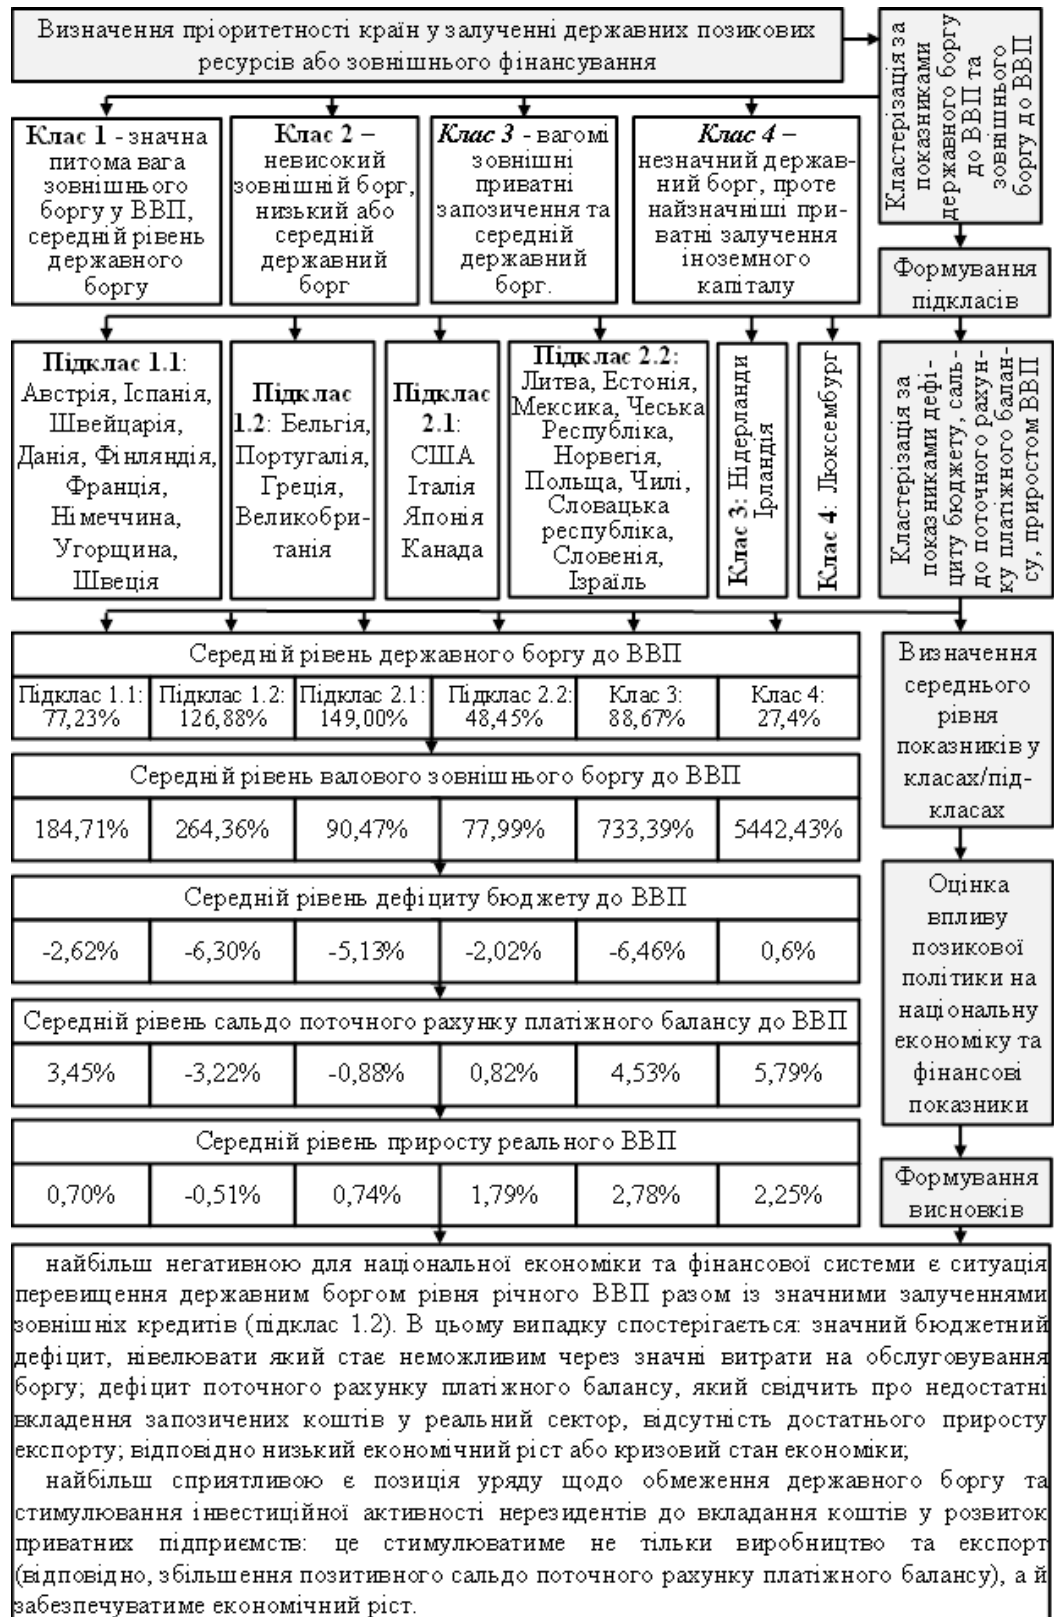 Визначення пріоритетності країн у залученні державних позикових
ресурсів або зовнішнього фінансування
Кластерізація за
показниками
державного боргу
до ВВП та
зовнішнього
боргу до ВВП
Клас 1 - значна
питома вага
зовнішнього
боргу у ВВП,
середній рівень
державного
боргу
Клас 2 –
невисокий
зовнішній борг,
низький або
середній
державний
борг
Клас 3 - вагомі
зовнішні
приватні
запозичення та
середній
державний
борг.
Клас 4 –
незначний держав-
ний борг, проте
найзначніші при-
ватні залучення
іноземного
капіталу
Формування
підкласів
Підклас 1.1:
Австрія, Іспанія,
Швейцарія,
Данія, Фінляндія,
Франція,
Німеччина,
Угорщина,
Швеція
Підклас
1.2: Бельгія,
Португалія,
Греція,
Великобри-
танія
Підклас
2.1:
США
Італія
Японія
Канада
Підклас 2.2:
Литва, Естонія,
Мексика, Чеська
Республіка,
Норвегія,
Польща, Чилі,
Словацька
республіка,
Словенія,
Ізраїль
Клас 3: Нідерланди
Ірландія
Клас 4: Люксембург
Кластерізація за
показниками дефі-
циту бюджету, саль-
до поточного рахун-
ку платіжного балан-
су, приростом ВВП
Середній рівень державного боргу до ВВП
Підклас 1.1: Підклас 1.2: Підклас 2.1: Підклас 2.2: Клас 3: Клас 4:
77,23% 126,88% 149,00% 48,45% 88,67% 27,4%
Визначення
середнього
рівня
показників у
класах/під-
класах
Середній рівень валового зовнішнього боргу до ВВП
184,71% 264,36% 90,47% 77,99% 733,39% 5442,43%
Середній рівень дефіциту бюджету до ВВП
-2,62% -6,30% -5,13% -2,02% -6,46% 0,6%
Оцінка
впливу
позикової
політики на
національну
економіку та
фінансові
показники
Середній рівень сальдо поточного рахунку платіжного балансу до ВВП
3,45% -3,22% -0,88% 0,82% 4,53% 5,79%
Середній рівень приросту реального ВВП
0,70% -0,51% 0,74% 1,79% 2,78% 2,25%
Формування
висновків
найбільш негативною для національної економіки та фінансової системи є ситуація
перевищення державним боргом рівня річного ВВП разом із значними залученнями
зовнішніх кредитів (підклас 1.2). В цьому випадку спостерігається: значний бюджетний
дефіцит, нівелювати який стає неможливим через значні витрати на обслуговування
боргу; дефіцит поточного рахунку платіжного балансу, який свідчить про недостатні
вкладення запозичених коштів у реальний сектор, відсутність достатнього приросту
експорту; відповідно низький економічний ріст або кризовий стан економіки;
найбільш сприятливою є позиція уряду щодо обмеження державного боргу та
стимулювання інвестиційної активності нерезидентів до вкладання коштів у розвиток
приватних підприємств: це стимулюватиме не тільки виробництво та експорт
(відповідно, збільшення позитивного сальдо поточного рахунку платіжного балансу), а й
забезпечуватиме економічний ріст.